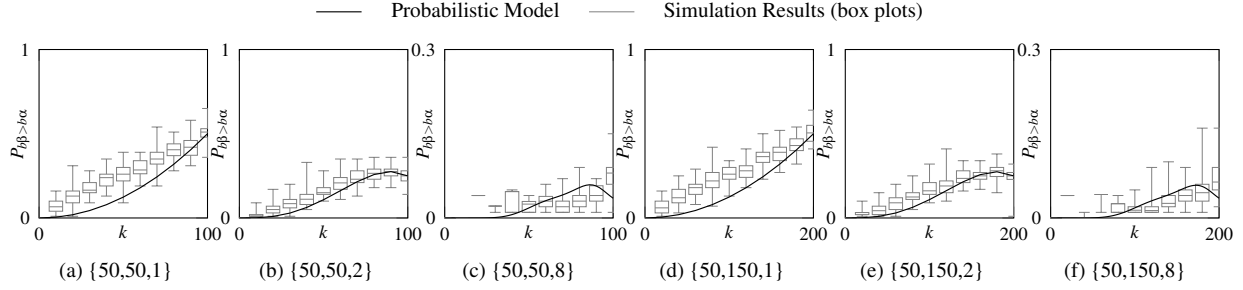 Probabilistic Model Simulation Results (box plots)
1 1 0.3 1 1 0.3
P_{bβ>bα} P_{bβ>bα} P_{bβ>bα} P_{bβ>bα} P_{bβ>bα} P_{bβ>bα}
0 0 0 0 0 0
0 k 100 0 k 100 0 k 100 0 k 200 0 k 200 0 k 200
(a) {50,50,1} (b) {50,50,2} (c) {50,50,8} (d) {50,150,1} (e) {50,150,2} (f) {50,150,8}